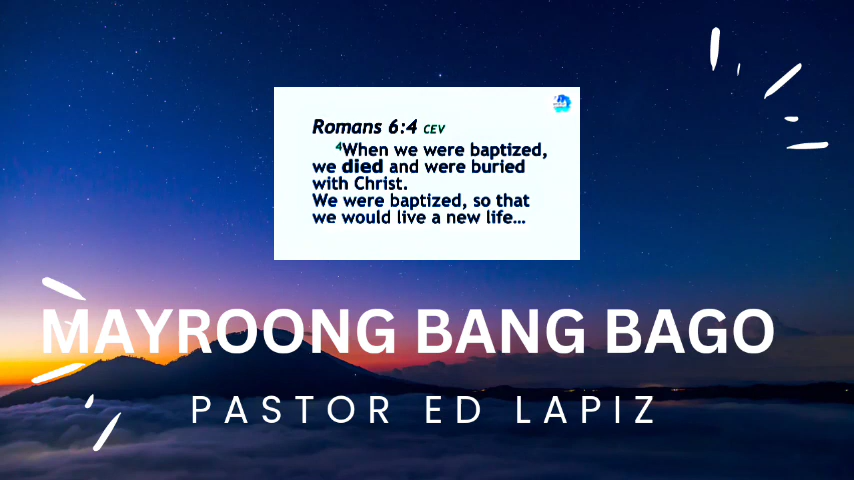 Romans 6:4 CEV
4When we were baptized,
we died and were buried
with Christ.
We were baptized, so that
we would live a new life...
MAYROONG BANG BAGO
PASTOR ED LAPIZ